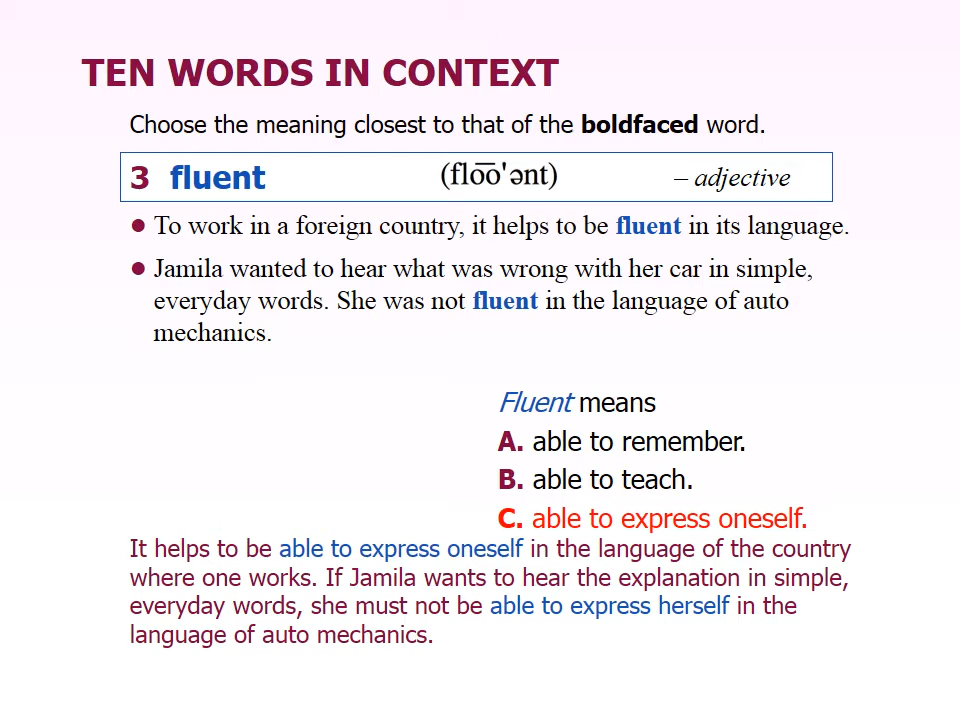 TEN WORDS IN CONTEXT
Choose the meaning closest to that of the boldfaced word.
3 fluent (flo͞o′ənt) – adjective
● To work in a foreign country, it helps to be fluent in its language.
● Jamila wanted to hear what was wrong with her car in simple,
everyday words. She was not fluent in the language of auto
mechanics.
Fluent means
A. able to remember.
B. able to teach.
C. able to express oneself.
It helps to be able to express oneself in the language of the country
where one works. If Jamila wants to hear the explanation in simple,
everyday words, she must not be able to express herself in the
language of auto mechanics.